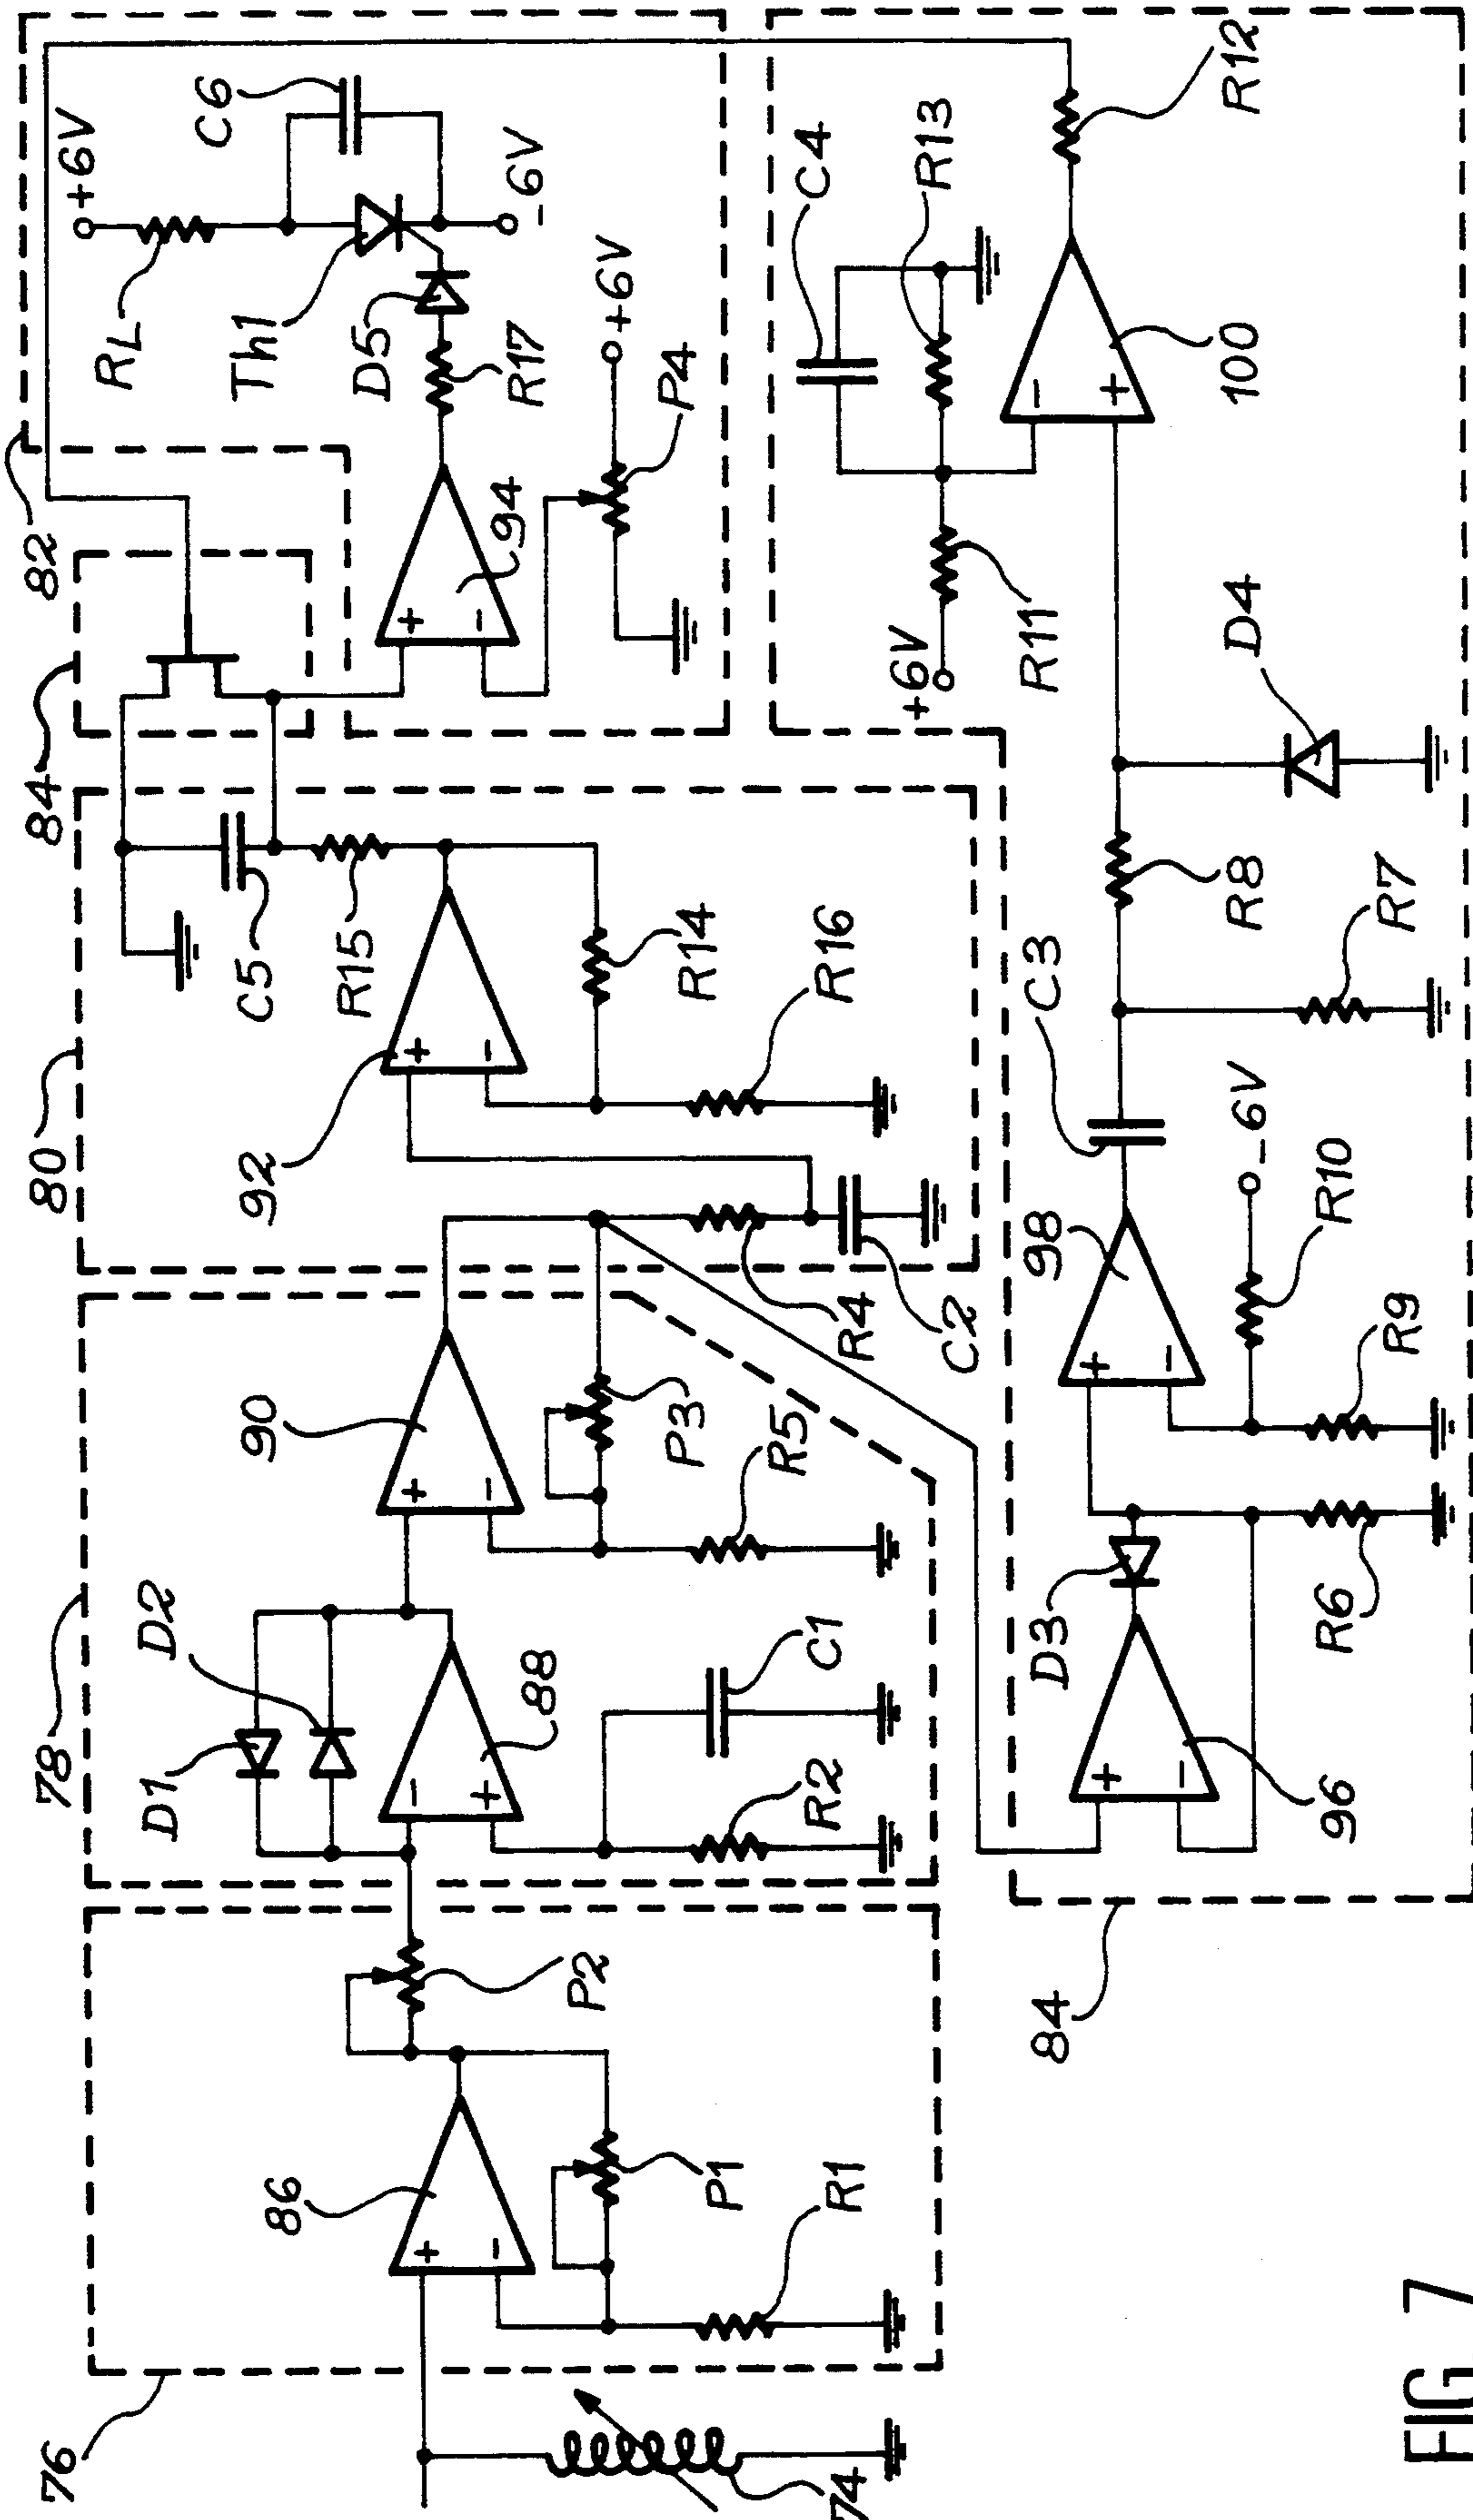 76
78
80
84
82
86
P2
P1
R1
74
D1
D2
88
C1
R2
90
P3
R5
R4
C2
92
C5
R15
R14
R16
94
+6V
RL
C6
Th1
D5
R17
-6V
+6V
P4
+
-
-
+
+
-
+
-
+
-
84
96
D3
R6
98
R9
R10
-6V
C3
R7
R8
D4
+6V
R11
C4
R13
100
R12
+
-
+
-
-
+
FIG. 7